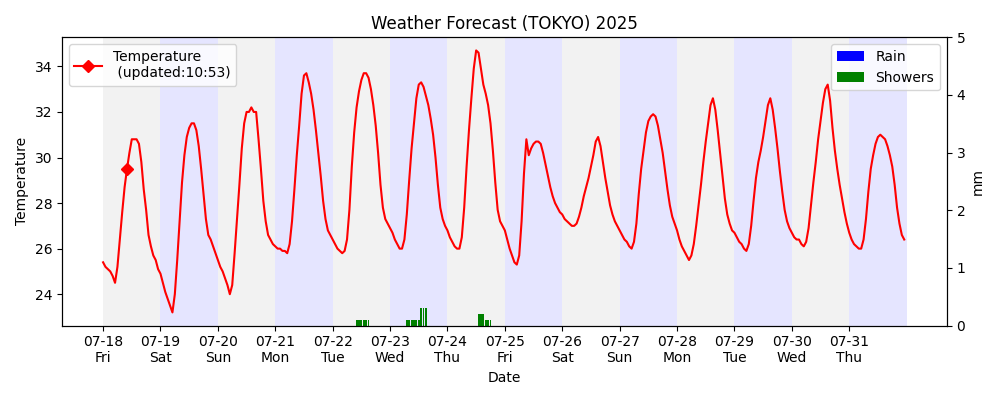 Weather Forecast (TOKYO) 2025
Temperature
(updated:10:53)
Rain
Showers
Temperature
34
32
30
28
26
24
5
4
3
2
1
0
mm
07-18 07-19 07-20 07-21 07-22 07-23 07-24 07-25 07-26 07-27 07-28 07-29 07-30 07-31
Fri Sat Sun Mon Tue Wed Thu Fri Sat Sun Mon Tue Wed Thu
Date